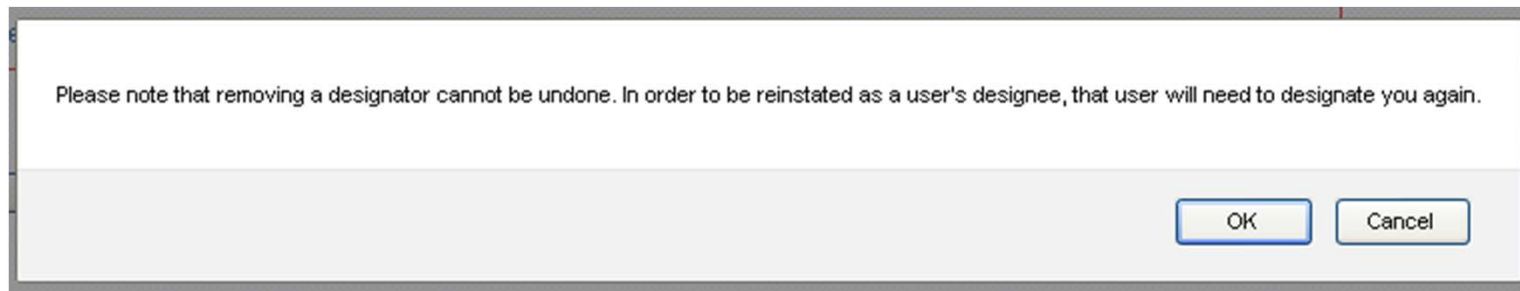 Please note that removing a designator cannot be undone. In order to be reinstated as a user's designee, that user will need to designate you again.
OK
Cancel